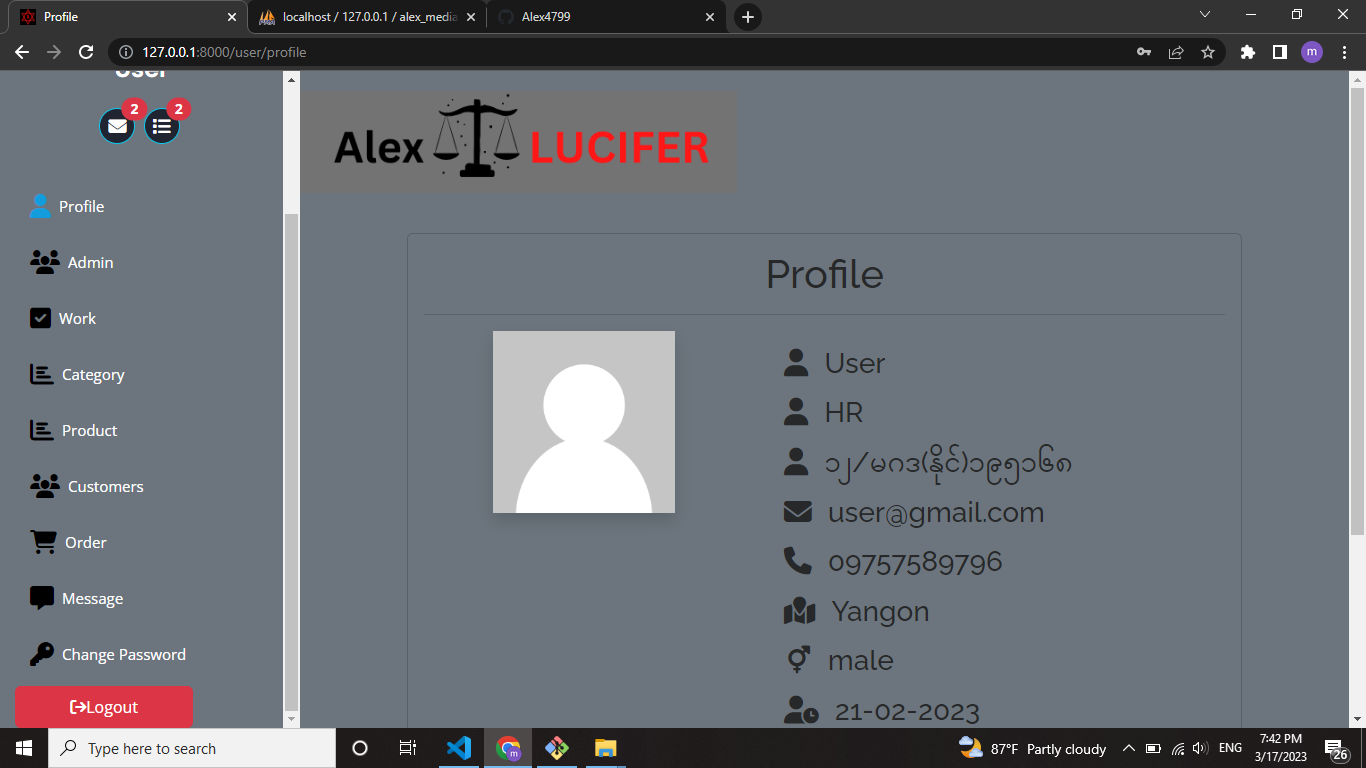 Profile
localhost / 127.0.0.1 / alex_media
Alex4799
127.0.0.1:8000/user/profile
m
User
2
2
Profile
Admin
Work
Category
Product
Customers
Order
Message
Change Password
Logout
Alex LUCIFER
Profile
User
HR
၁၂/မဂဒ(နိုင်)၁၉၅၁၆၈
user@gmail.com
09757589796
Yangon
male
21-02-2023
Type here to search
m
87°F Partly cloudy
ENG
7:42 PM
3/17/2023
26